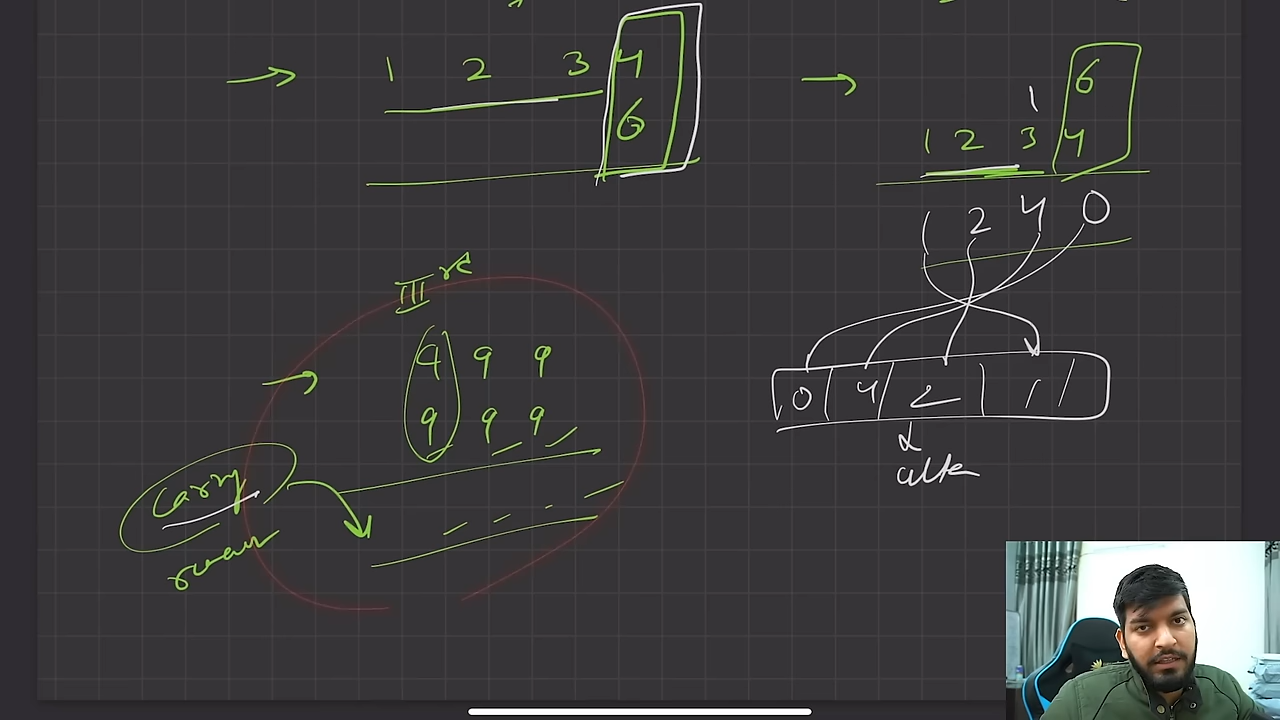 → 1 2 3 4
6
→ 1 6
1 2 3 4
1 2 4 0
III rd
→ 9 9 9
9 9 9
0 4 2 1
carry